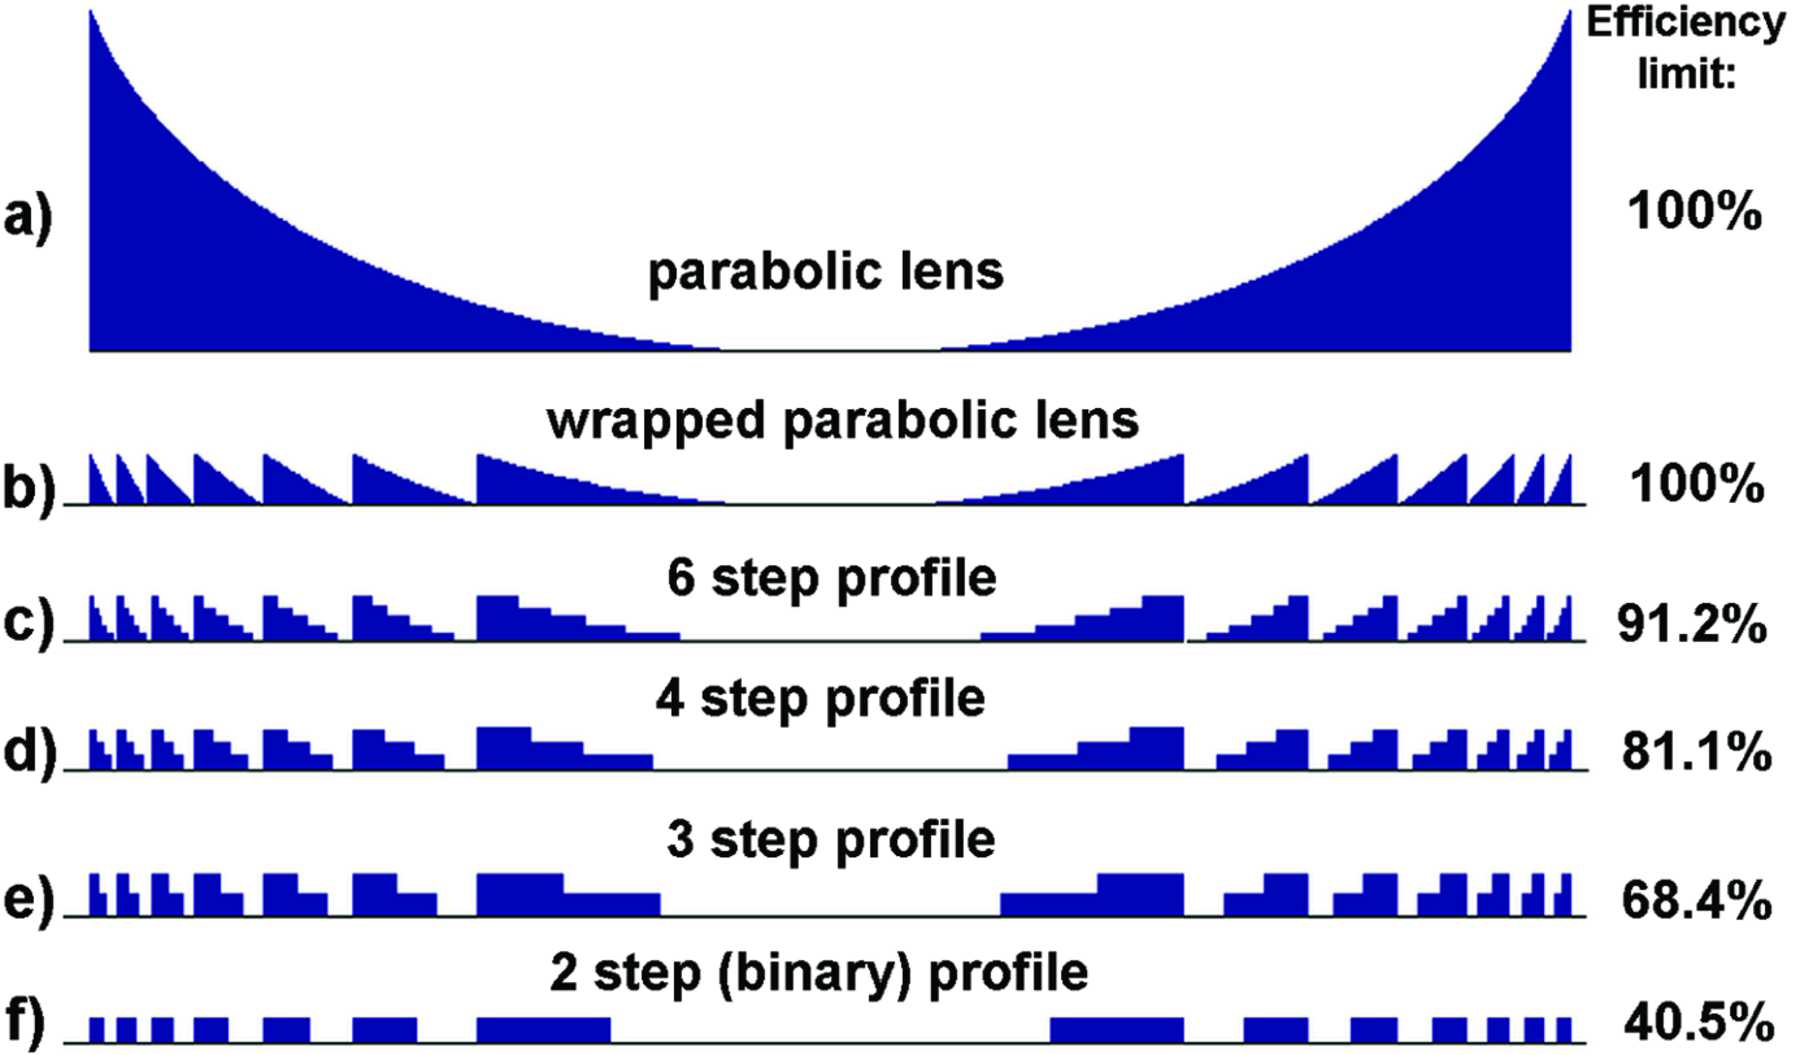 Efficiency
limit:
a)
parabolic lens
100%
wrapped parabolic lens
b)
100%
6 step profile
c)
91.2%
4 step profile
d)
81.1%
3 step profile
e)
68.4%
2 step (binary) profile
f)
40.5%